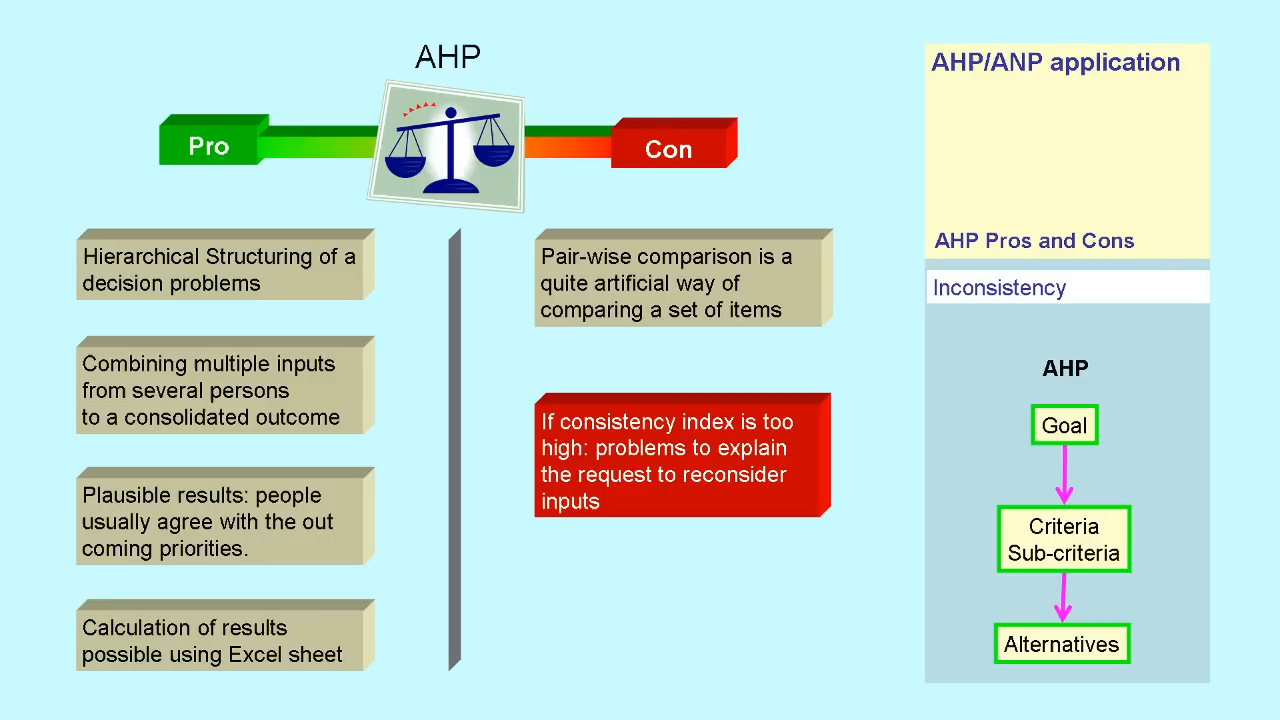 AHP
Pro
Con
Hierarchical Structuring of a
decision problems
Combining multiple inputs
from several persons
to a consolidated outcome
Plausible results: people
usually agree with the out
coming priorities.
Calculation of results
possible using Excel sheet
Pair-wise comparison is a
quite artificial way of
comparing a set of items
If consistency index is too
high: problems to explain
the request to reconsider
inputs
AHP/ANP application
AHP Pros and Cons
Inconsistency
AHP
Goal
Criteria
Sub-criteria
Alternatives